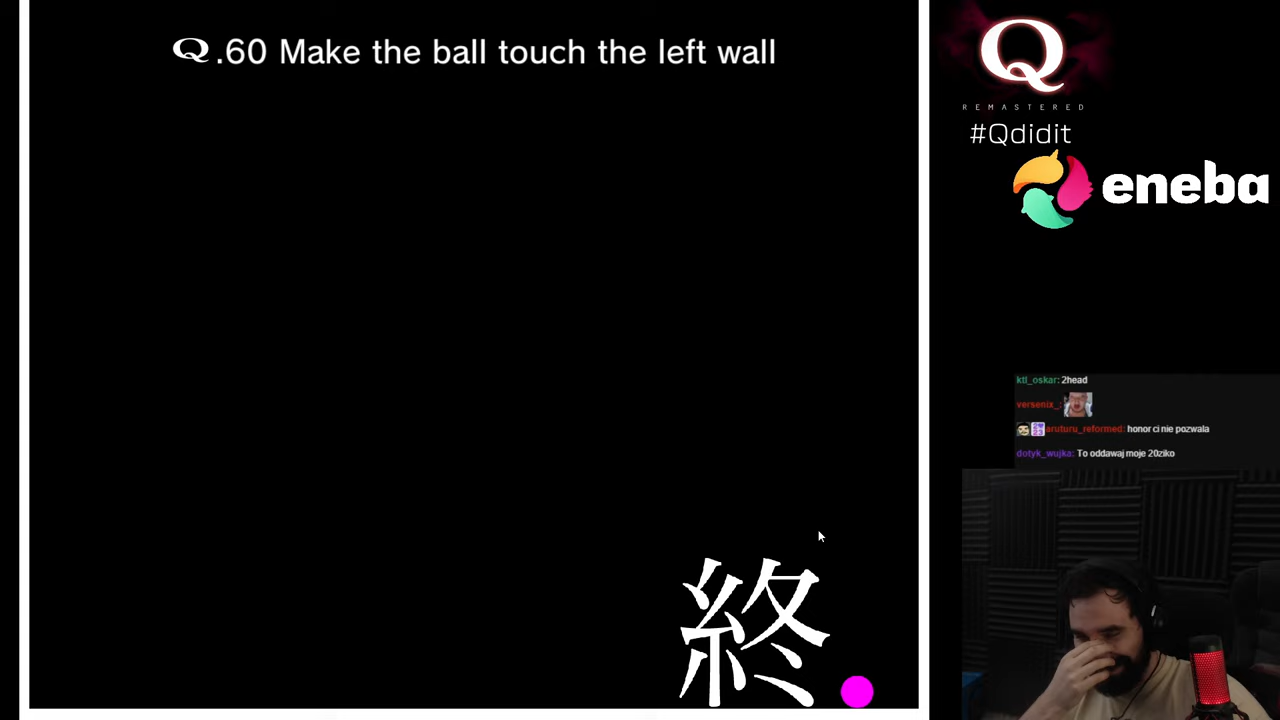 Q.60 Make the ball touch the left wall
終
Q
REMASTERED
#Qdidit
eneba
ktl_oskar: 2head
versenix_:
aruturu_reformed: honor ci nie pozwala
dotyk_wujka: To oddawaj moje 20ziko